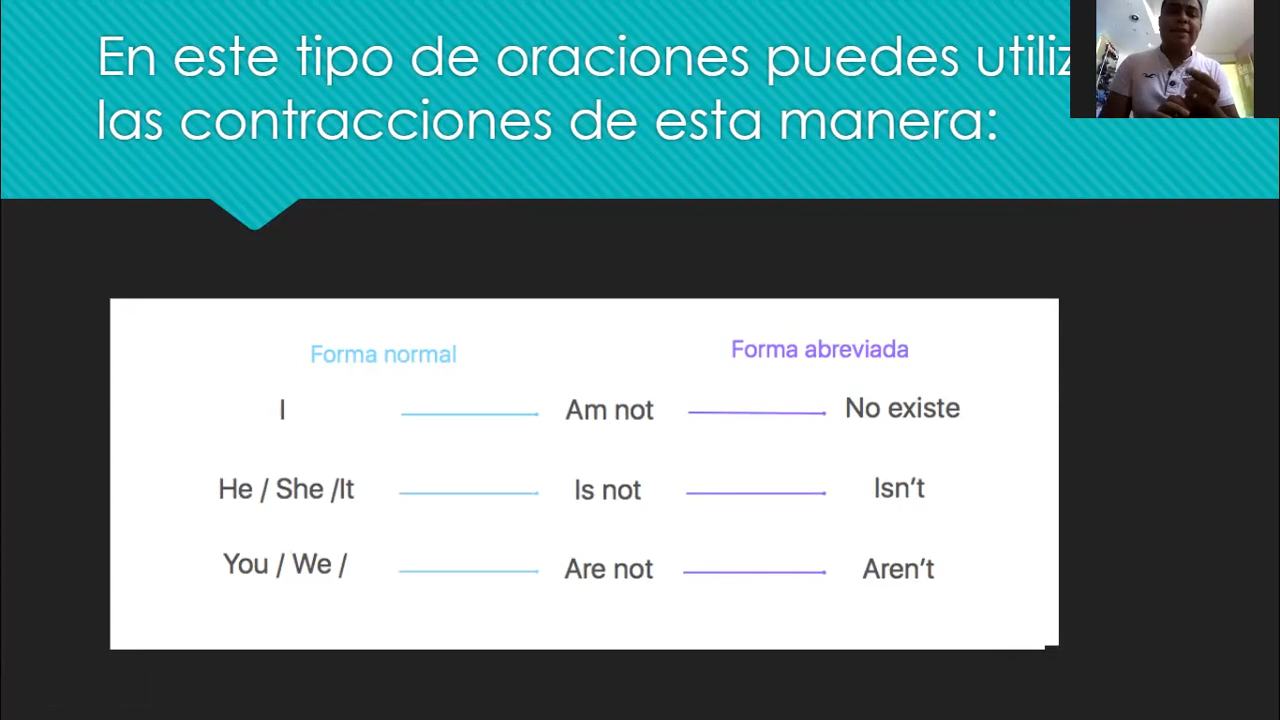 En este tipo de oraciones puedes utiliz
las contracciones de esta manera:
Forma normal Forma abreviada
I Am not No existe
He / She /It Is not Isn't
You / We / Are not Aren't